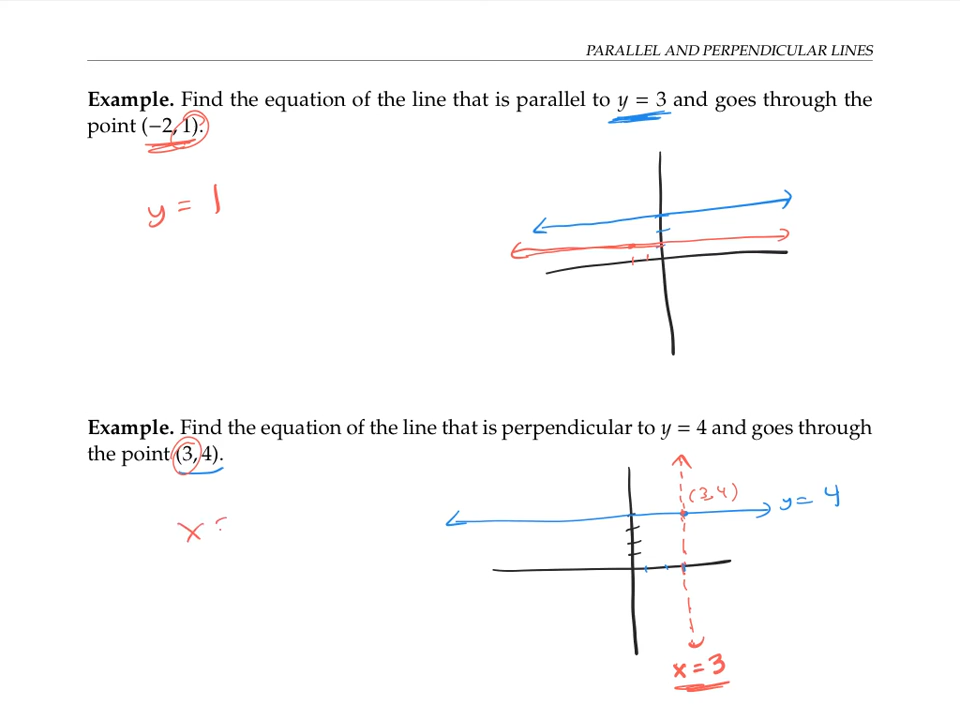 PARALLEL AND PERPENDICULAR LINES
Example. Find the equation of the line that is parallel to y = 3 and goes through the
point (−2, 1).
y = 1
Example. Find the equation of the line that is perpendicular to y = 4 and goes through
the point (3, 4).
(3,4)
y = 4
x =
x = 3